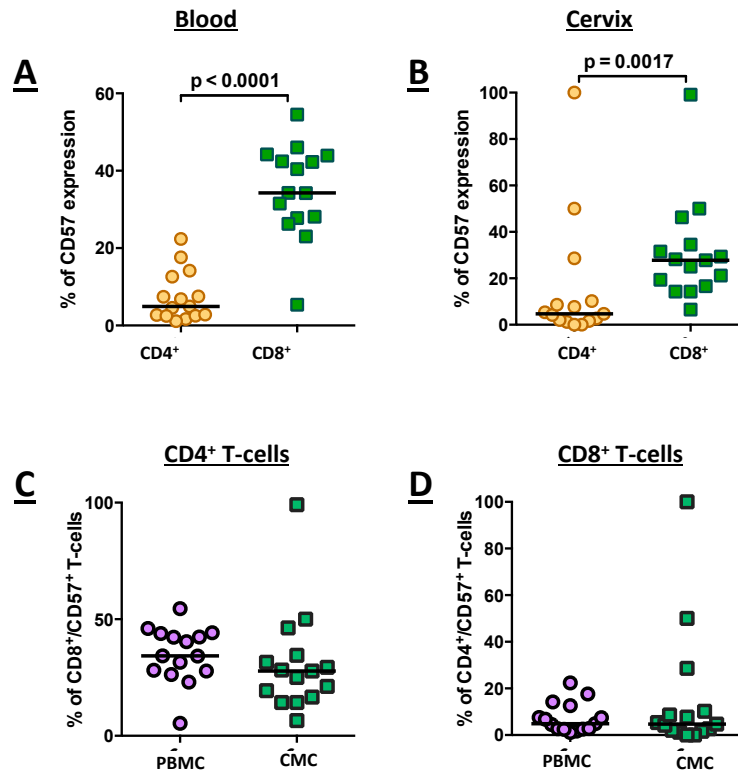 Blood
Cervix
A
p < 0.0001
% of CD57 expression
60
40
20
0
CD4⁺
CD8⁺
B
p = 0.0017
% of CD57 expression
100
80
60
40
20
0
CD4⁺
CD8⁺
C
CD4⁺ T-cells
% of CD8⁺/CD57⁺ T-cells
100
50
0
PBMC
CMC
D
CD8⁺ T-cells
% of CD4⁺/CD57⁺ T-cells
100
80
60
40
20
0
PBMC
CMC